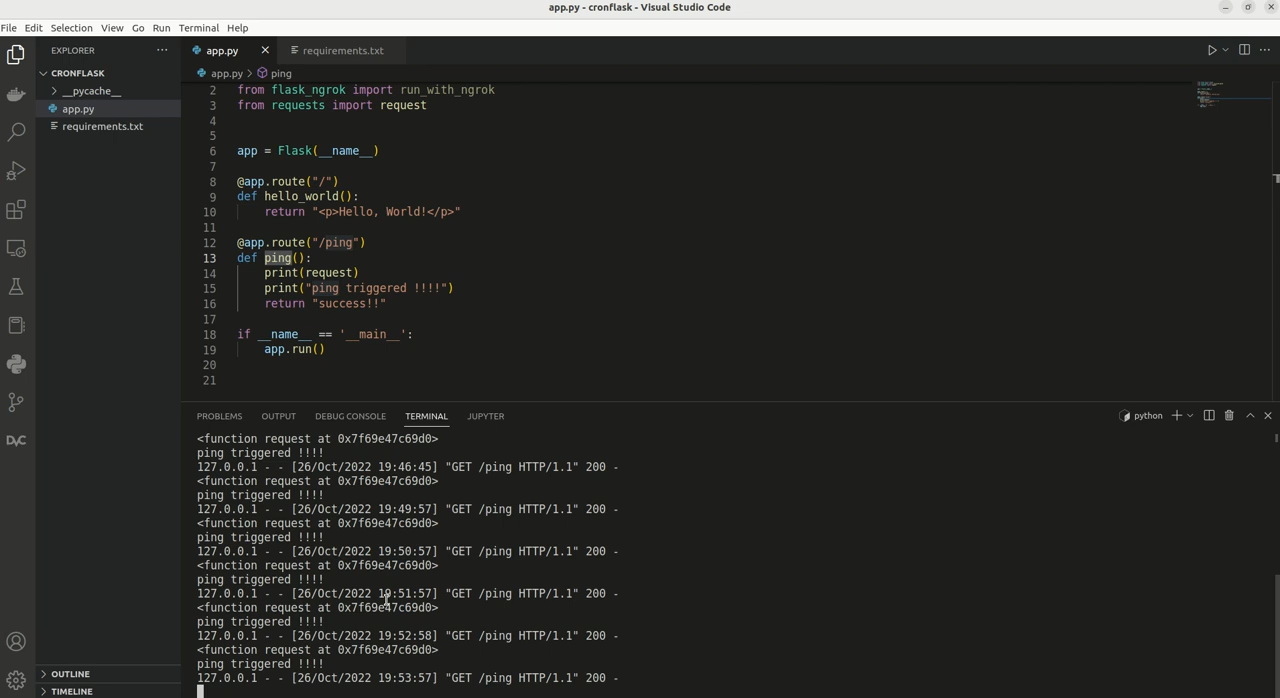 app.py - cronflask - Visual Studio Code
File Edit Selection View Go Run Terminal Help
EXPLORER
CRONFLASK
__pycache__
app.py
requirements.txt
OUTLINE
TIMELINE
app.py requirements.txt
app.py > ping
2 from flask_ngrok import run_with_ngrok
3 from requests import request
4
5
6 app = Flask(__name__)
7
8 @app.route("/")
9 def hello_world():
10 return "<p>Hello, World!</p>"
11
12 @app.route("/ping")
13 def ping():
14 print(request)
15 print("ping triggered !!!!")
16 return "success!!"
17
18 if __name__ == '__main__':
19 app.run()
20
21
PROBLEMS OUTPUT DEBUG CONSOLE TERMINAL JUPYTER
python
<function request at 0x7f69e47c69d0>
ping triggered !!!!
127.0.0.1 - - [26/Oct/2022 19:46:45] "GET /ping HTTP/1.1" 200 -
<function request at 0x7f69e47c69d0>
ping triggered !!!!
127.0.0.1 - - [26/Oct/2022 19:49:57] "GET /ping HTTP/1.1" 200 -
<function request at 0x7f69e47c69d0>
ping triggered !!!!
127.0.0.1 - - [26/Oct/2022 19:50:57] "GET /ping HTTP/1.1" 200 -
<function request at 0x7f69e47c69d0>
ping triggered !!!!
127.0.0.1 - - [26/Oct/2022 19:51:57] "GET /ping HTTP/1.1" 200 -
<function request at 0x7f69e47c69d0>
ping triggered !!!!
127.0.0.1 - - [26/Oct/2022 19:52:58] "GET /ping HTTP/1.1" 200 -
<function request at 0x7f69e47c69d0>
ping triggered !!!!
127.0.0.1 - - [26/Oct/2022 19:53:57] "GET /ping HTTP/1.1" 200 -
DVC